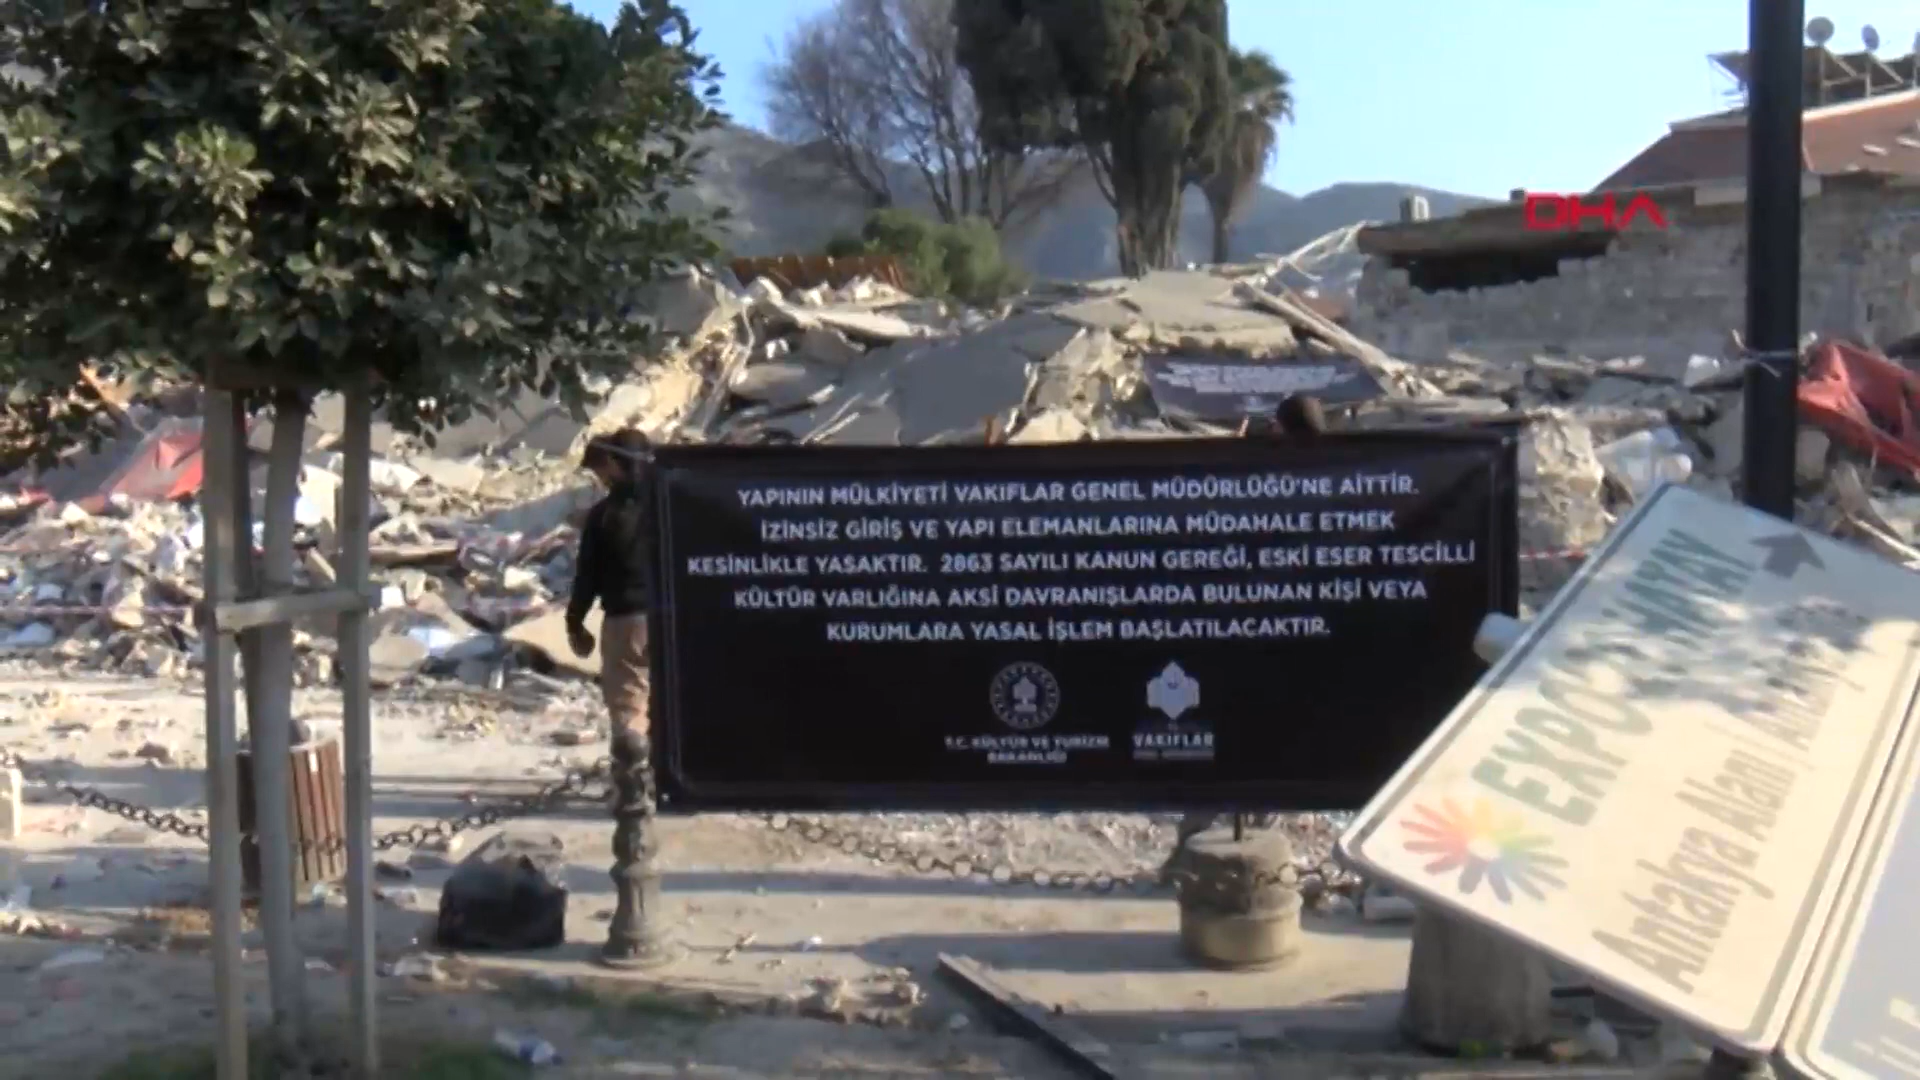 DHA
YAPININ MÜLKİYETİ VAKIFLAR GENEL MÜDÜRLÜĞÜ'NE AİTTİR.
İZİNSİZ GİRİŞ VE YAPI ELEMANLARINA MÜDAHALE ETMEK
KESİNLİKLE YASAKTIR. 2863 SAYILI KANUN GEREĞİ, ESKİ ESER TESCİLLİ
KÜLTÜR VARLIĞINA AKSİ DAVRANIŞLARDA BULUNAN KİŞİ VEYA
KURUMLARA YASAL İŞLEM BAŞLATILACAKTIR.
T.C. KÜLTÜR VE TURİZM
BAKANLIĞI
VAKIFLAR
EXPO HATAY
Antakya Alanı